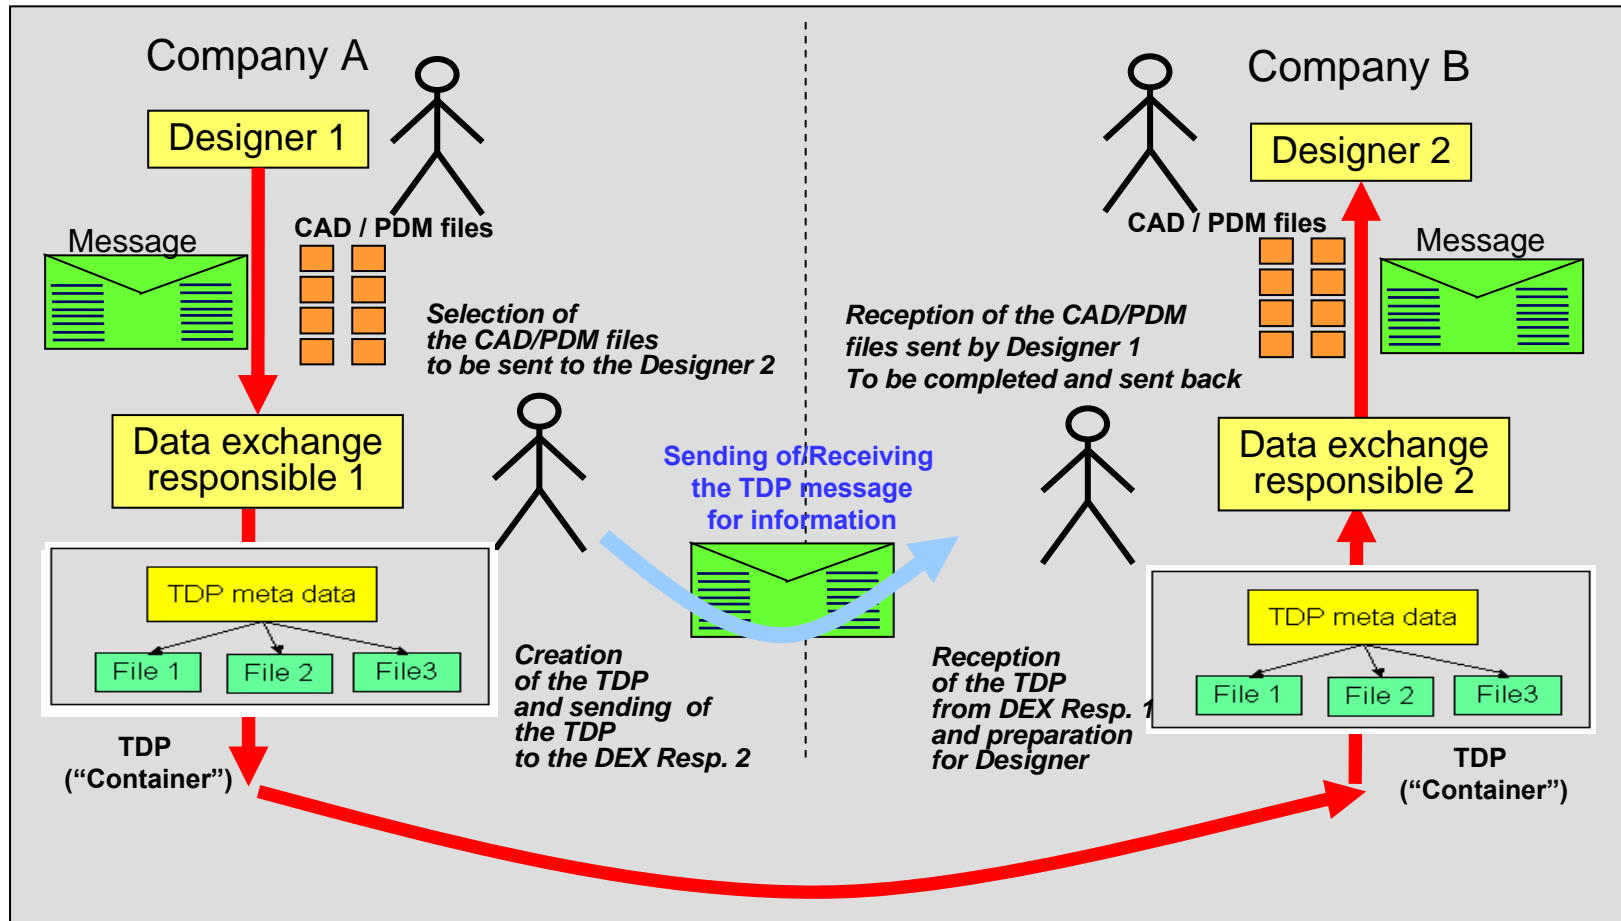 Company A
Designer 1
Message
CAD / PDM files
Selection of
the CAD/PDM files
to be sent to the Designer 2
Data exchange
responsible 1
TDP meta data
File 1
File 2
File3
TDP
(“Container”)
Creation
of the TDP
and sending of
the TDP
to the DEX Resp. 2
Sending of/Receiving
the TDP message
for information
Company B
Designer 2
CAD / PDM files
Message
Reception of the CAD/PDM
files sent by Designer 1
To be completed and sent back
Data exchange
responsible 2
Reception
of the TDP
from DEX Resp. 1
and preparation
for Designer
TDP meta data
File 1
File 2
File3
TDP
(“Container”)